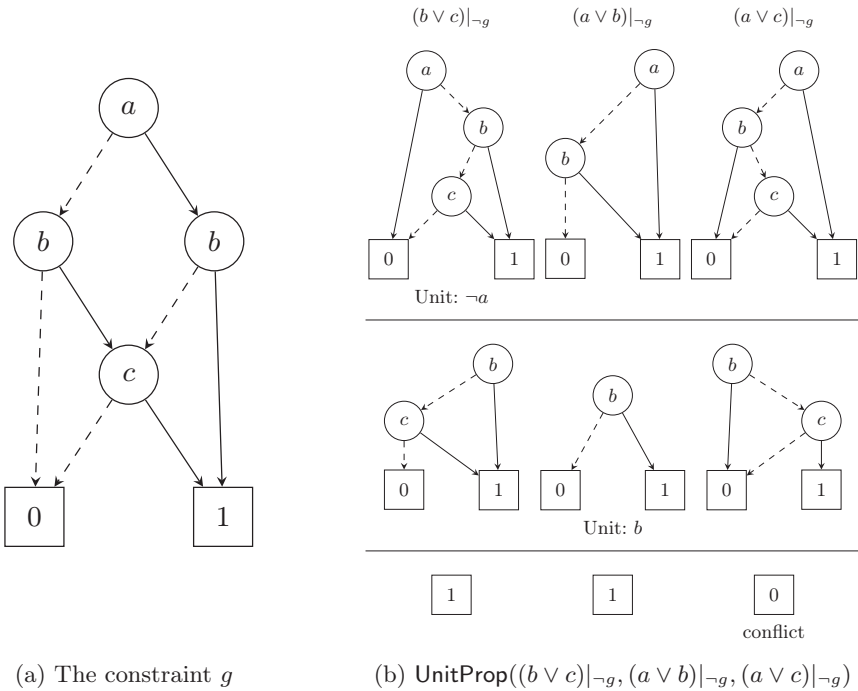 (b ∨ c)|¬g (a ∨ b)|¬g (a ∨ c)|¬g
a
b b
c
0 1
a a a
b b b
c c
0 1 0 1 0 1
Unit: ¬a
b b b
c c
0 1 0 1 0 1
Unit: b
1 1 0
conflict
(a) The constraint g
(b) UnitProp((b ∨ c)|¬g, (a ∨ b)|¬g, (a ∨ c)|¬g)